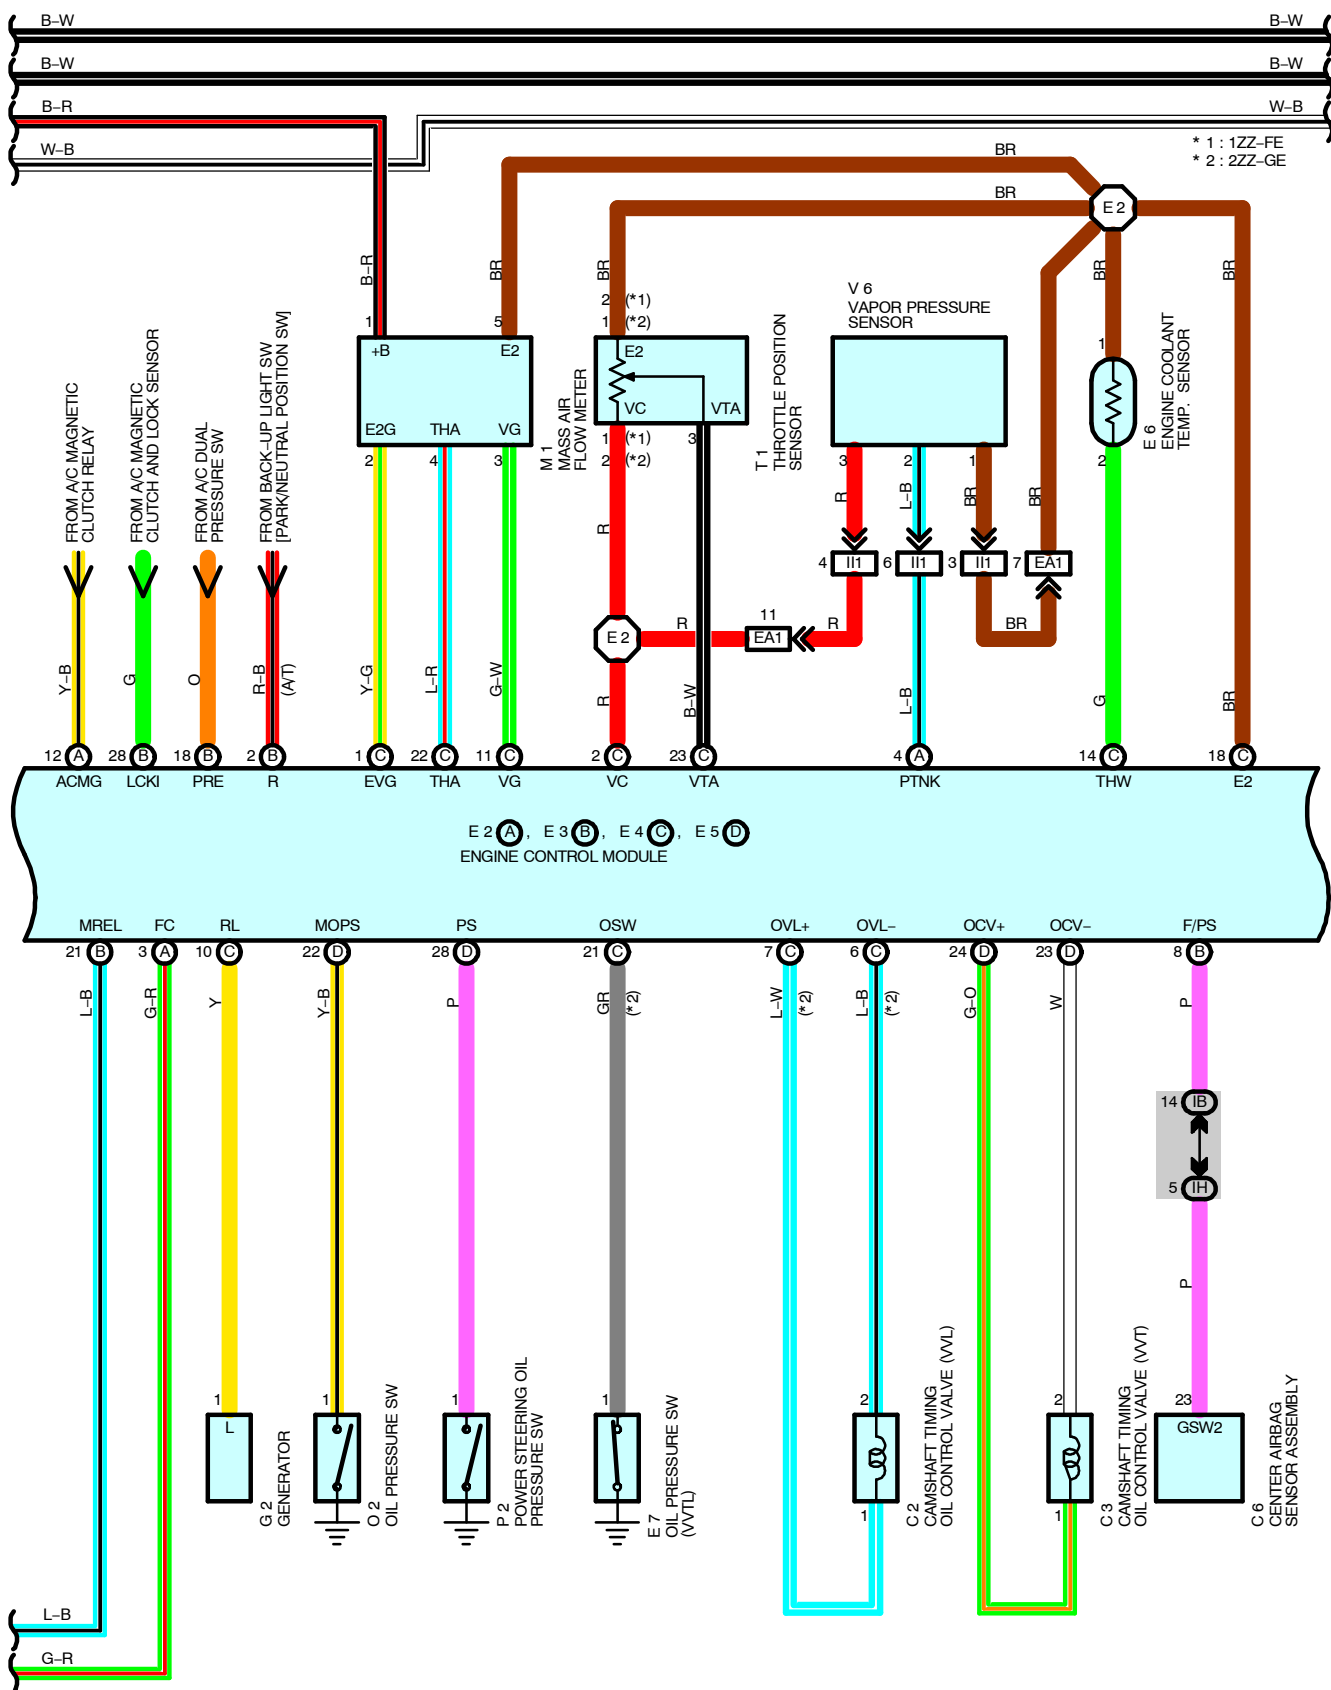 B–W
B–W
B–W
B–W
B–R
W–B
W–B
* 1 : 1ZZ–FE
* 2 : 2ZZ–GE
BR
BR
E 2
B–R
BR
BR
BR
BR
2 (*1)
1 (*2)
1
5
+B
E2
E2G
THA
VG
2
4
3
M 1
MASS AIR
FLOW METER
E2
VC
VTA
1 (*1)
2 (*2)
3
T 1
THROTTLE POSITION
SENSOR
V 6
VAPOR PRESSURE
SENSOR
3
2
1
1
2
E 6
ENGINE COOLANT
TEMP. SENSOR
FROM A/C MAGNETIC
CLUTCH RELAY
FROM A/C MAGNETIC
CLUTCH AND LOCK SENSOR
FROM A/C DUAL
PRESSURE SW
FROM BACK–UP LIGHT SW
[PARK/NEUTRAL POSITION SW]
R
R
L–B
BR
BR
4 II1
6 II1
3 II1
7 EA1
E 2
R
11
EA1
R
BR
Y–B
G
O
R–B
(A/T)
Y–G
L–R
G–W
R
B–W
L–B
G
BR
12 A
28 B
18 B
2 B
1 C
22 C
11 C
2 C
23 C
4 A
14 C
18 C
ACMG
LCKI
PRE
R
EVG
THA
VG
VC
VTA
PTNK
THW
E2
E 2 A , E 3 B , E 4 C , E 5 D
ENGINE CONTROL MODULE
MREL
FC
RL
MOPS
PS
OSW
OVL+
OVL–
OCV+
OCV–
F/PS
21 B
3 A
10 C
22 D
28 D
21 C
7 C
6 C
24 D
23 D
8 B
L–B
G–R
Y
Y–B
P
GR
(*2)
L–W
(*2)
L–B
(*2)
G–O
W
P
14 IB
5 IH
P
1
1
1
1
2
2
23
L
GSW2
1
1
G 2
GENERATOR
O 2
OIL PRESSURE SW
P 2
POWER STEERING OIL
PRESSURE SW
E 7
OIL PRESSURE SW
(VVTL)
C 2
CAMSHAFT TIMING
OIL CONTROL VALVE (VVL)
C 3
CAMSHAFT TIMING
OIL CONTROL VALVE (VVT)
C 6
CENTER AIRBAG
SENSOR ASSEMBLY
L–B
G–R